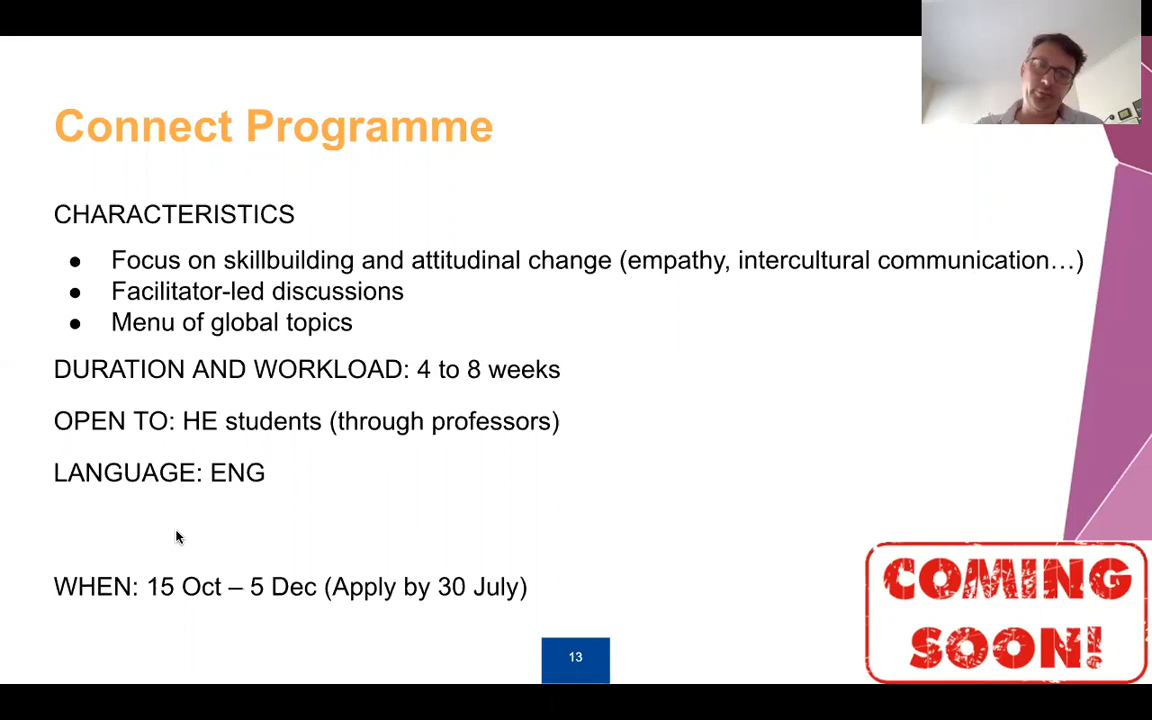 Connect Programme
CHARACTERISTICS
● Focus on skillbuilding and attitudinal change (empathy, intercultural communication…)
● Facilitator-led discussions
● Menu of global topics
DURATION AND WORKLOAD: 4 to 8 weeks
OPEN TO: HE students (through professors)
LANGUAGE: ENG
WHEN: 15 Oct – 5 Dec (Apply by 30 July)
COMING
SOON!
13